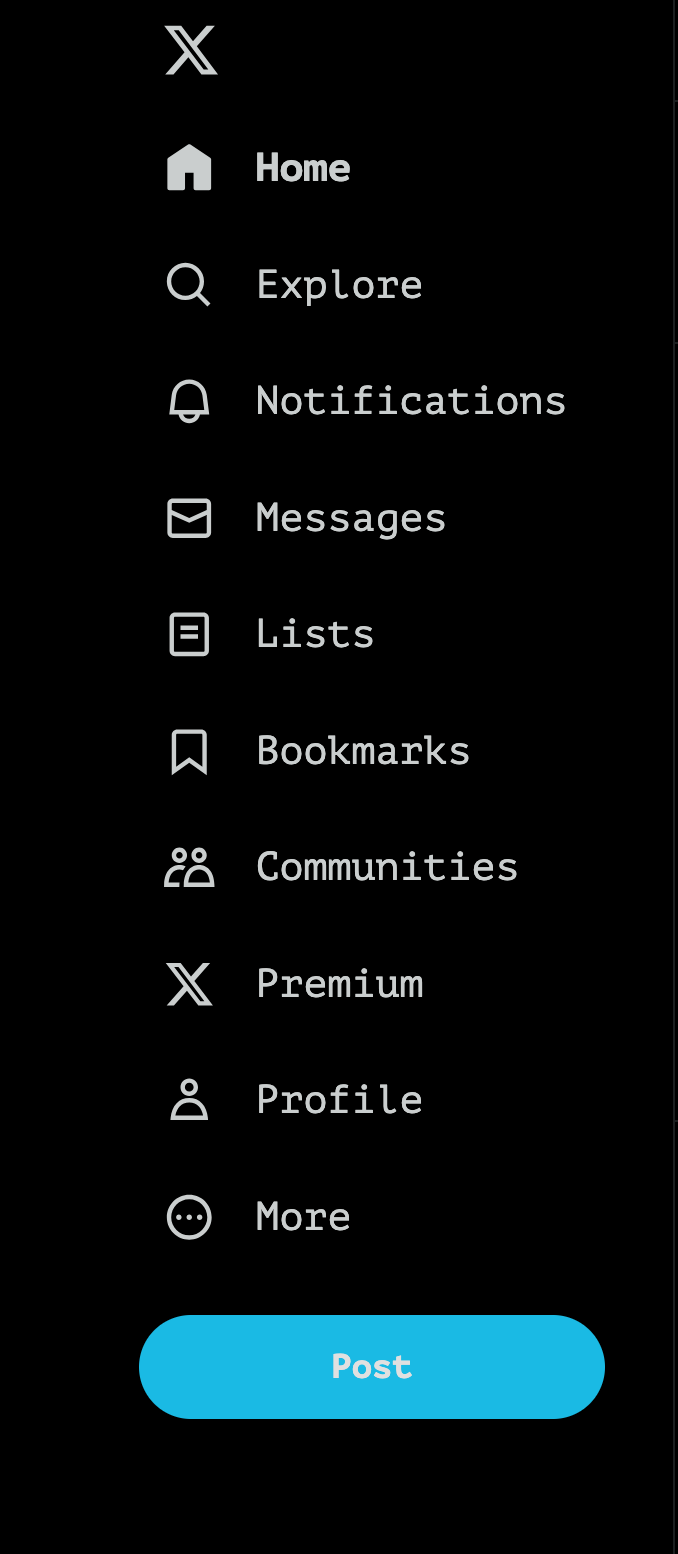 Home
Explore
Notifications
Messages
Lists
Bookmarks
Communities
Premium
Profile
More
Post